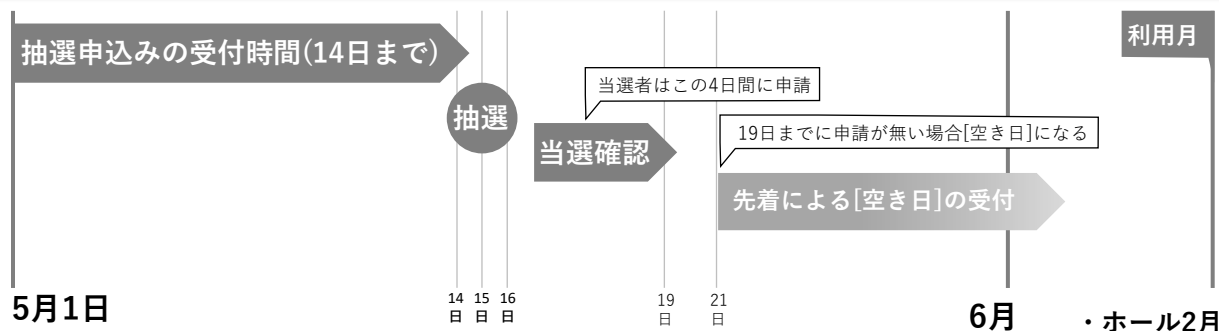 抽選申込みの受付時間(14日まで)
利用月
抽選
当選者はこの4日間に申請
当選確認
19日までに申請が無い場合[空き日]になる
先着による[空き日]の受付
5月1日
14
日
15
日
16
日
19
日
21
日
6月
・ホール2月